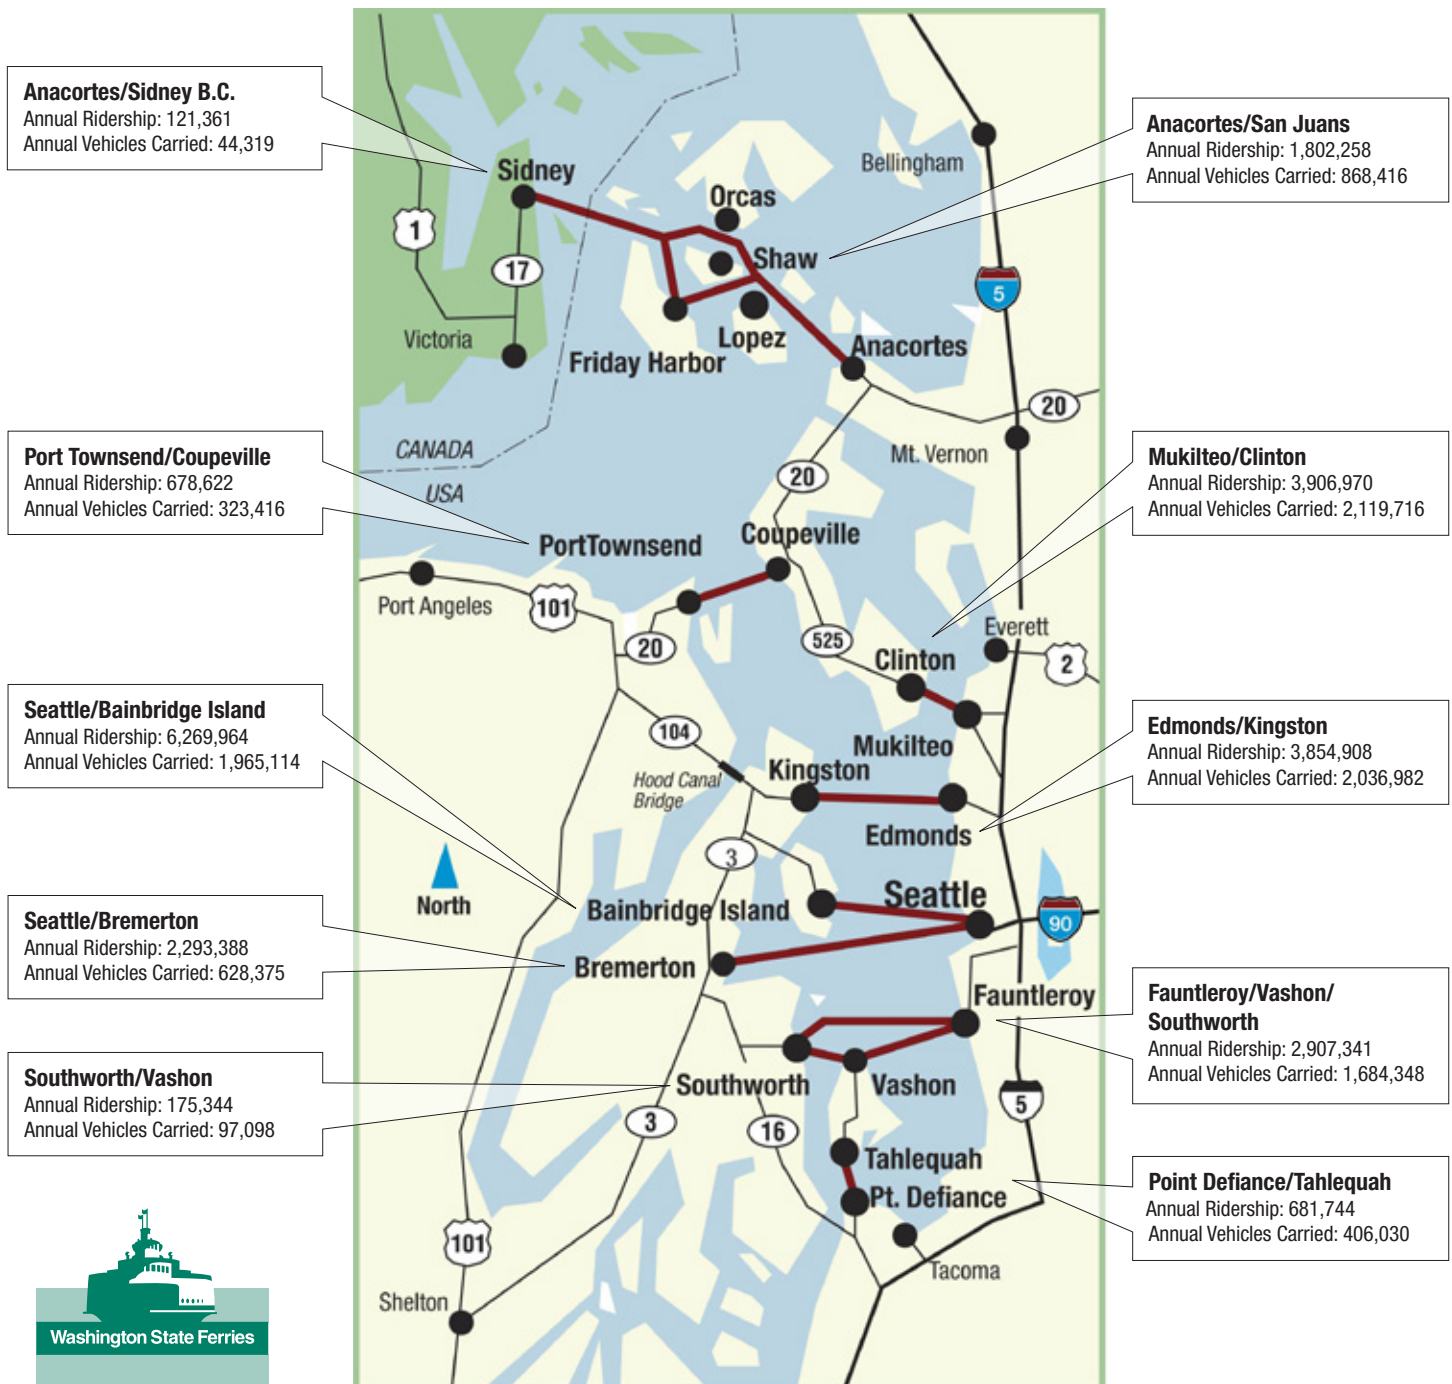 Anacortes/Sidney B.C.
Annual Ridership: 121,361
Annual Vehicles Carried: 44,319
Port Townsend/Coupeville
Annual Ridership: 678,622
Annual Vehicles Carried: 323,416
Seattle/Bainbridge Island
Annual Ridership: 6,269,964
Annual Vehicles Carried: 1,965,114
Seattle/Bremerton
Annual Ridership: 2,293,388
Annual Vehicles Carried: 628,375
Southworth/Vashon
Annual Ridership: 175,344
Annual Vehicles Carried: 97,098
Washington State Ferries
Bellingham
Sidney
Orcas
1
Shaw
17
5
Victoria
Lopez
Anacortes
Friday Harbor
20
CANADA
Mt. Vernon
20
USA
Coupeville
PortTownsend
Port Angeles
101
525
Everett
20
Clinton
2
104
Mukilteo
Kingston
Hood Canal
Bridge
Edmonds
3
North
Seattle
Bainbridge Island
90
Bremerton
Fauntleroy
Southworth
Vashon
5
3
16
Tahlequah
Pt. Defiance
101
Tacoma
Shelton
Anacortes/San Juans
Annual Ridership: 1,802,258
Annual Vehicles Carried: 868,416
Mukilteo/Clinton
Annual Ridership: 3,906,970
Annual Vehicles Carried: 2,119,716
Edmonds/Kingston
Annual Ridership: 3,854,908
Annual Vehicles Carried: 2,036,982
Fauntleroy/Vashon/
Southworth
Annual Ridership: 2,907,341
Annual Vehicles Carried: 1,684,348
Point Defiance/Tahlequah
Annual Ridership: 681,744
Annual Vehicles Carried: 406,030